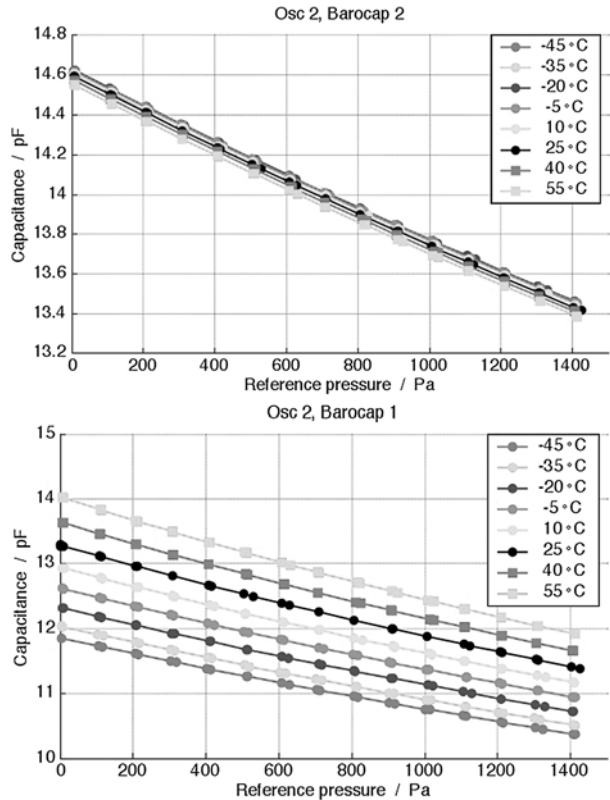 Osc 2, Barocap 2
Capacitance / pF
14.8
14.6
14.4
14.2
14
13.8
13.6
13.4
13.2
0
200
400
600
800
1000
1200
1400
Reference pressure / Pa
-45°C
-35°C
-20°C
-5°C
10°C
25°C
40°C
55°C
Osc 2, Barocap 1
Capacitance / pF
15
14
13
12
11
10
0
200
400
600
800
1000
1200
1400
Reference pressure / Pa
-45°C
-35°C
-20°C
-5°C
10°C
25°C
40°C
55°C